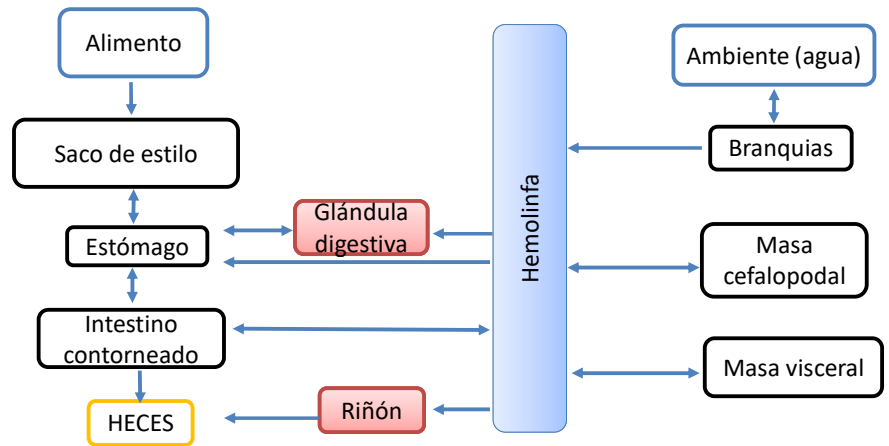 Alimento
Saco de estilo
Estómago
Intestino
contorneado
HECES
Glándula
digestiva
Riñón
Hemolinfa
Ambiente (agua)
Branquias
Masa
cefalopodal
Masa visceral